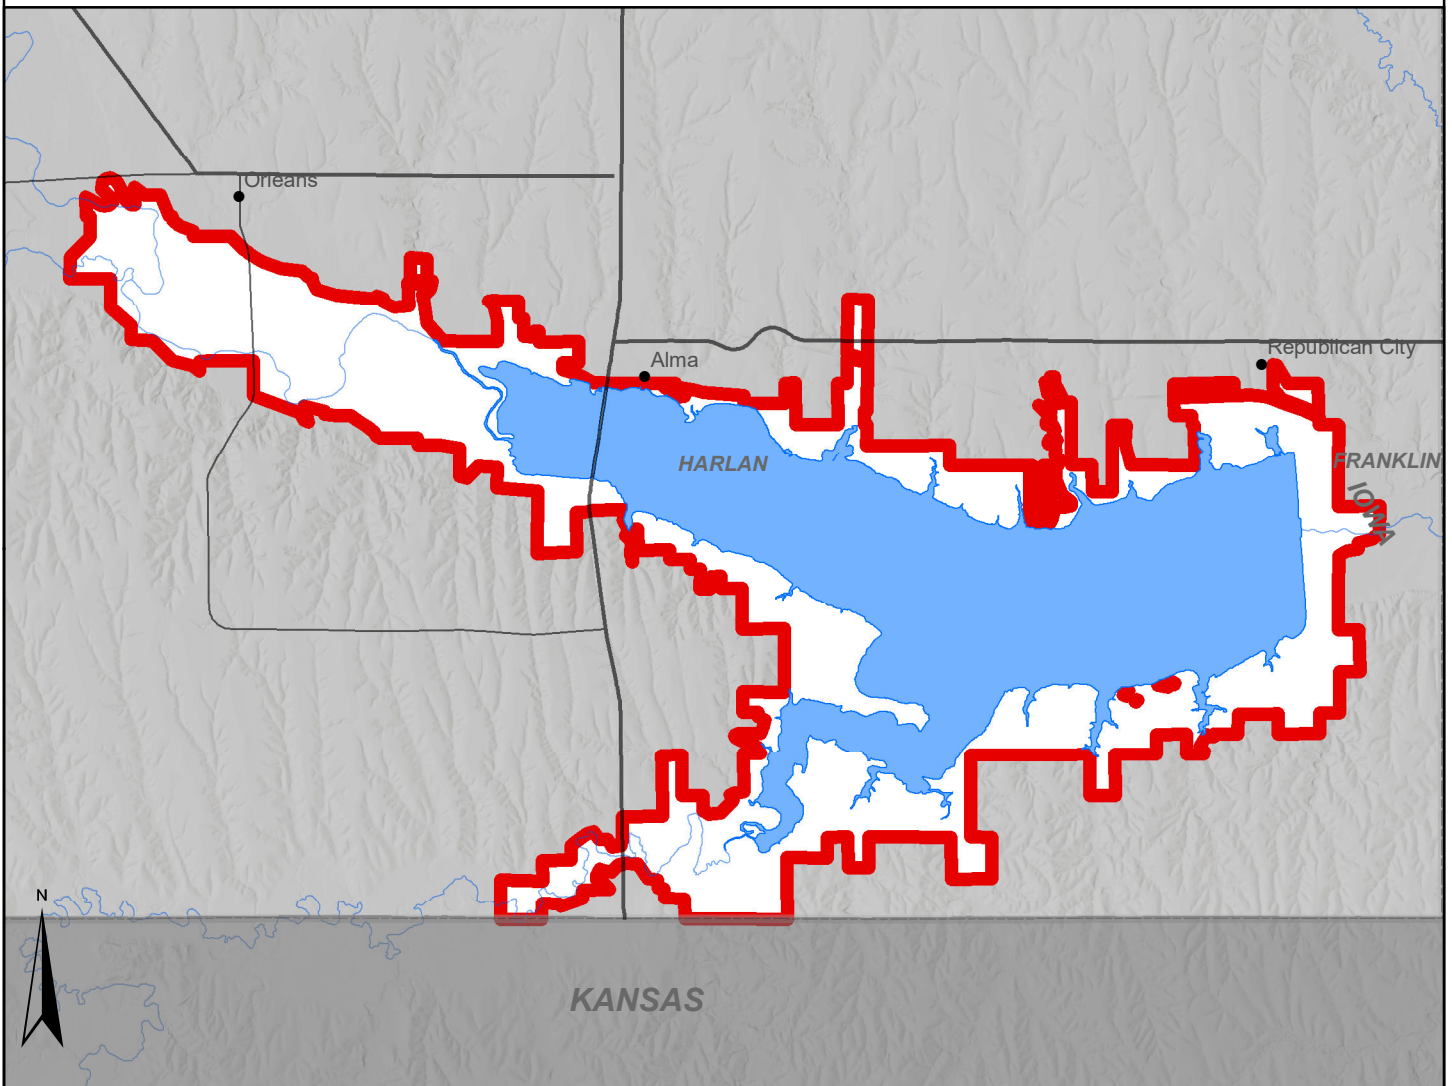 Orleans
Republican City
Alma
HARLAN
FRANKLIN
IOWA
N
KANSAS